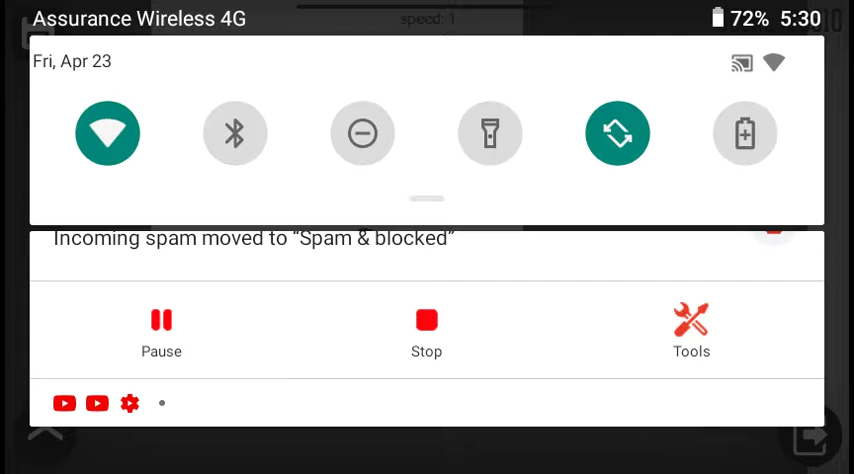 Assurance Wireless 4G
speed: 1
72% 5:30
Fri, Apr 23
Incoming spam moved to “Spam & blocked”
Pause
Stop
Tools